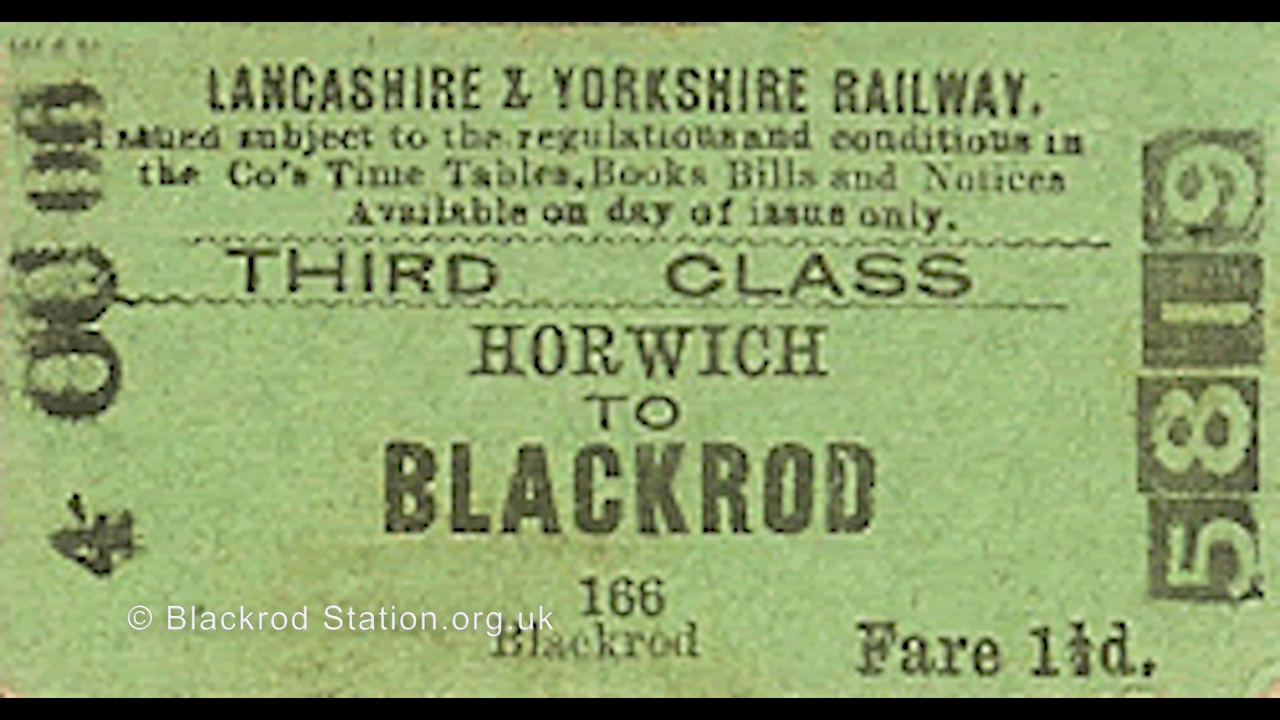 LANCASHIRE & YORKSHIRE RAILWAY.
Issued subject to the regulations and conditions in
the Co's Time Tables, Books Bills and Notices
Available on day of issue only.
THIRD CLASS
HORWICH
TO
BLACKROD
166
Blackrod
Fare 1½d.
5819
© Blackrod Station.org.uk